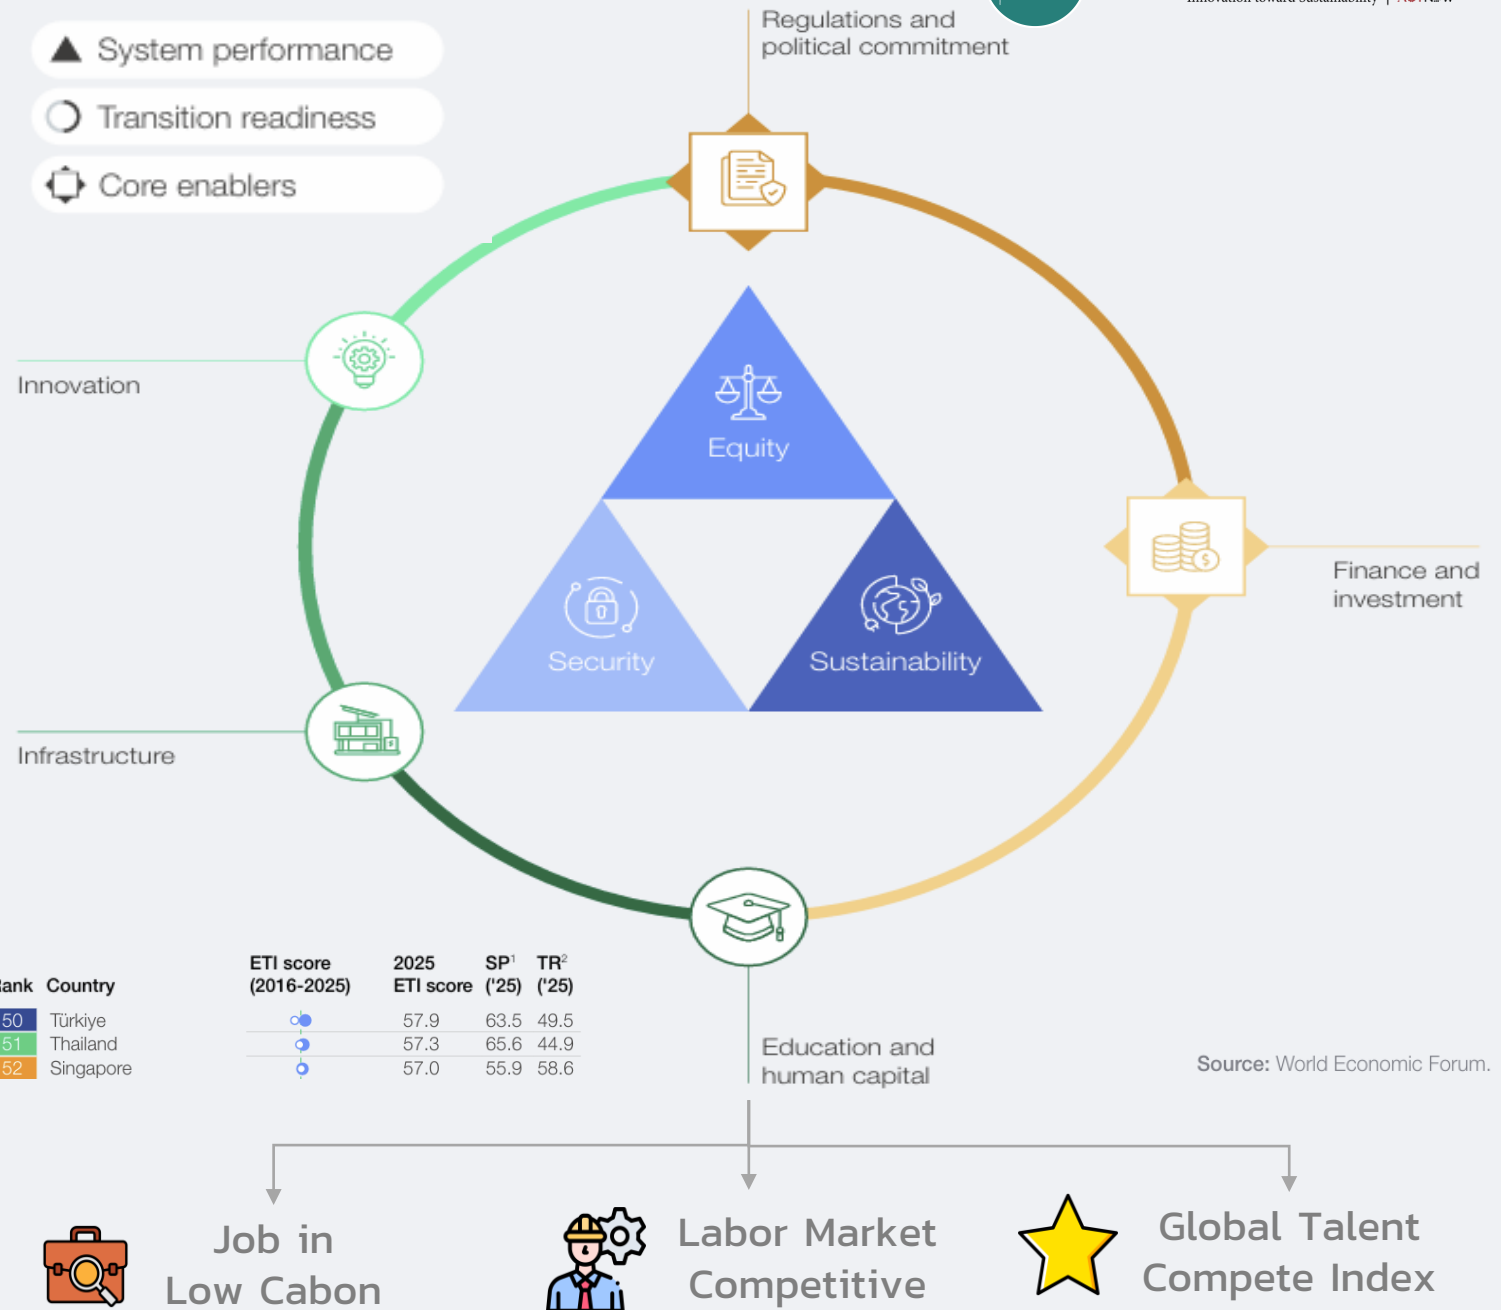 System performance
Transition readiness
Core enablers
Regulations and
political commitment
Innovation
Equity
Security
Sustainability
Finance and
investment
Infrastructure
Rank Country ETI score (2016-2025) 2025 ETI score SP¹ ('25) TR² ('25)
50 Türkiye 57.9 63.5 49.5
51 Thailand 57.3 65.6 44.9
52 Singapore 57.0 55.9 58.6
Education and
human capital
Source: World Economic Forum.
Job in
Low Cabon
Labor Market
Competitive
Global Talent
Compete Index